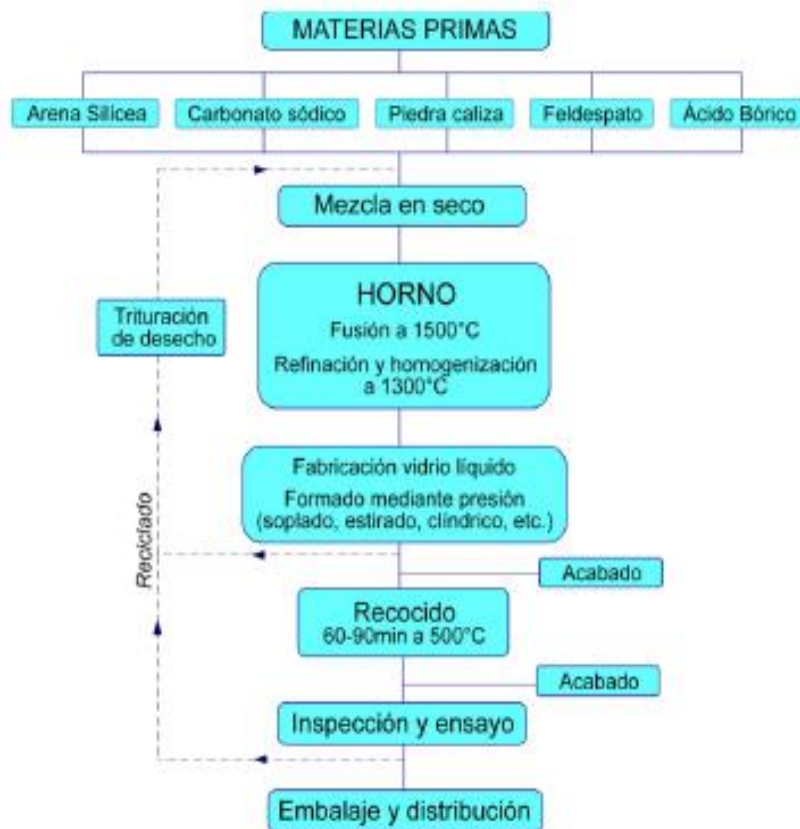 MATERIAS PRIMAS
Arena Silícea
Carbonato sódico
Piedra caliza
Feldespato
Ácido Bórico
Mezcla en seco
HORNO
Fusión a 1500°C
Refinación y homogenización
a 1300°C
Trituración
de desecho
Fabricación vidrio líquido
Formado mediante presión
(soplado, estirado, clíndrico, etc.)
Reciclado
Acabado
Recocido
60-90min a 500°C
Acabado
Inspección y ensayo
Embalaje y distribución